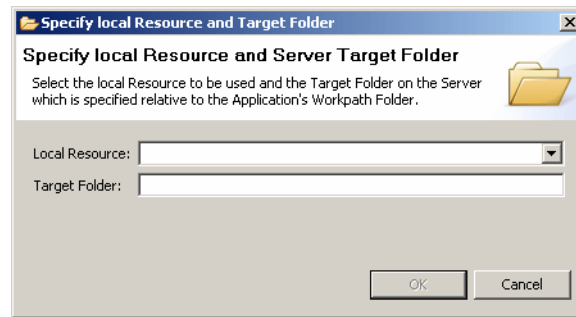 Specify local Resource and Target Folder
Specify local Resource and Server Target Folder
Select the local Resource to be used and the Target Folder on the Server
which is specified relative to the Application's Workpath Folder.
Local Resource:
Target Folder:
OK Cancel